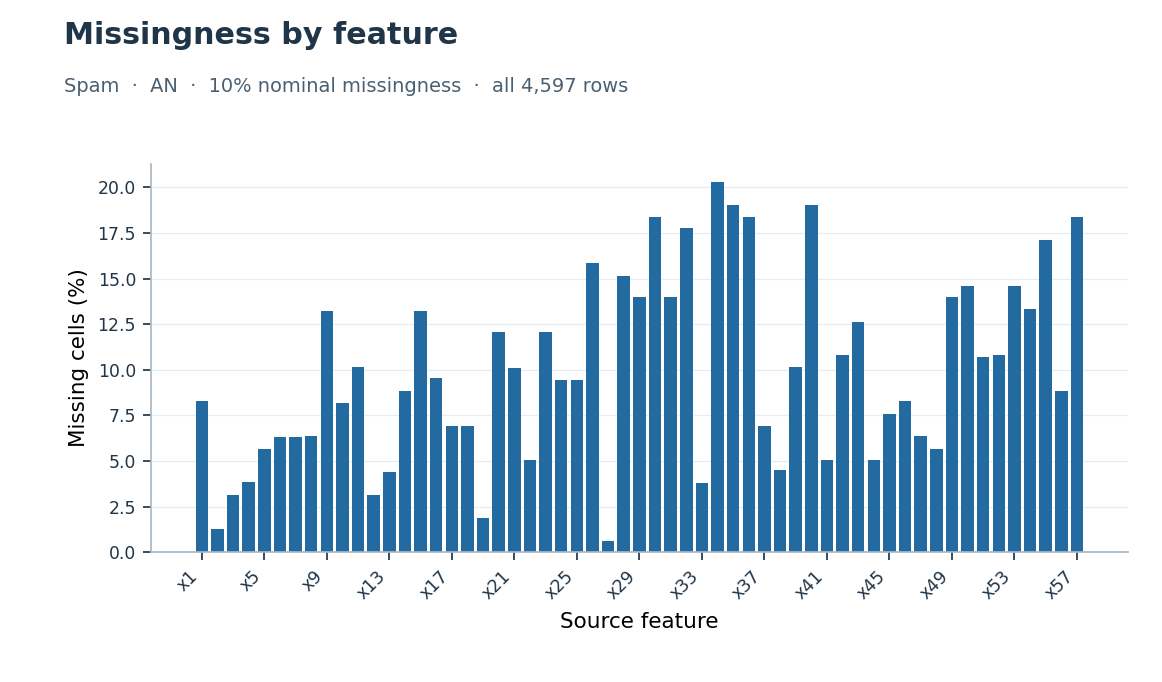 Missingness by feature
Spam · AN · 10% nominal missingness · all 4,597 rows
20.0
17.5
15.0
12.5
10.0
7.5
5.0
2.5
0.0
Missing cells (%)
x1 x5 x9 x13 x17 x21 x25 x29 x33 x37 x41 x45 x49 x53 x57
Source feature